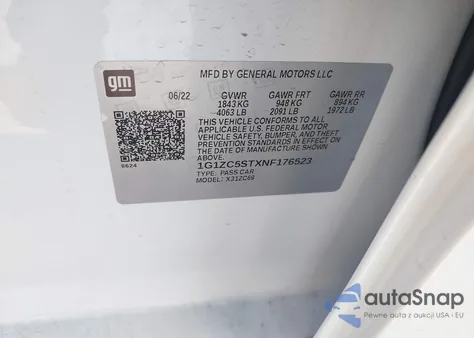 gm
MFD BY GENERAL MOTORS LLC
06/22 GVWR GAWR FRT GAWR RR
1843 KG 948 KG 894 KG
4063 LB 2091 LB 1972 LB
THIS VEHICLE CONFORMS TO ALL
APPLICABLE U.S. FEDERAL MOTOR
VEHICLE SAFETY, BUMPER, AND THEFT
PREVENTION STANDARDS IN EFFECT ON
THE DATE OF MANUFACTURE SHOWN ABOVE.
6624
1G1ZC5STXNF176523
TYPE: PASS CAR
MODEL: X31ZC66
autoSnap
Pewne auto z aukcji USA i EU